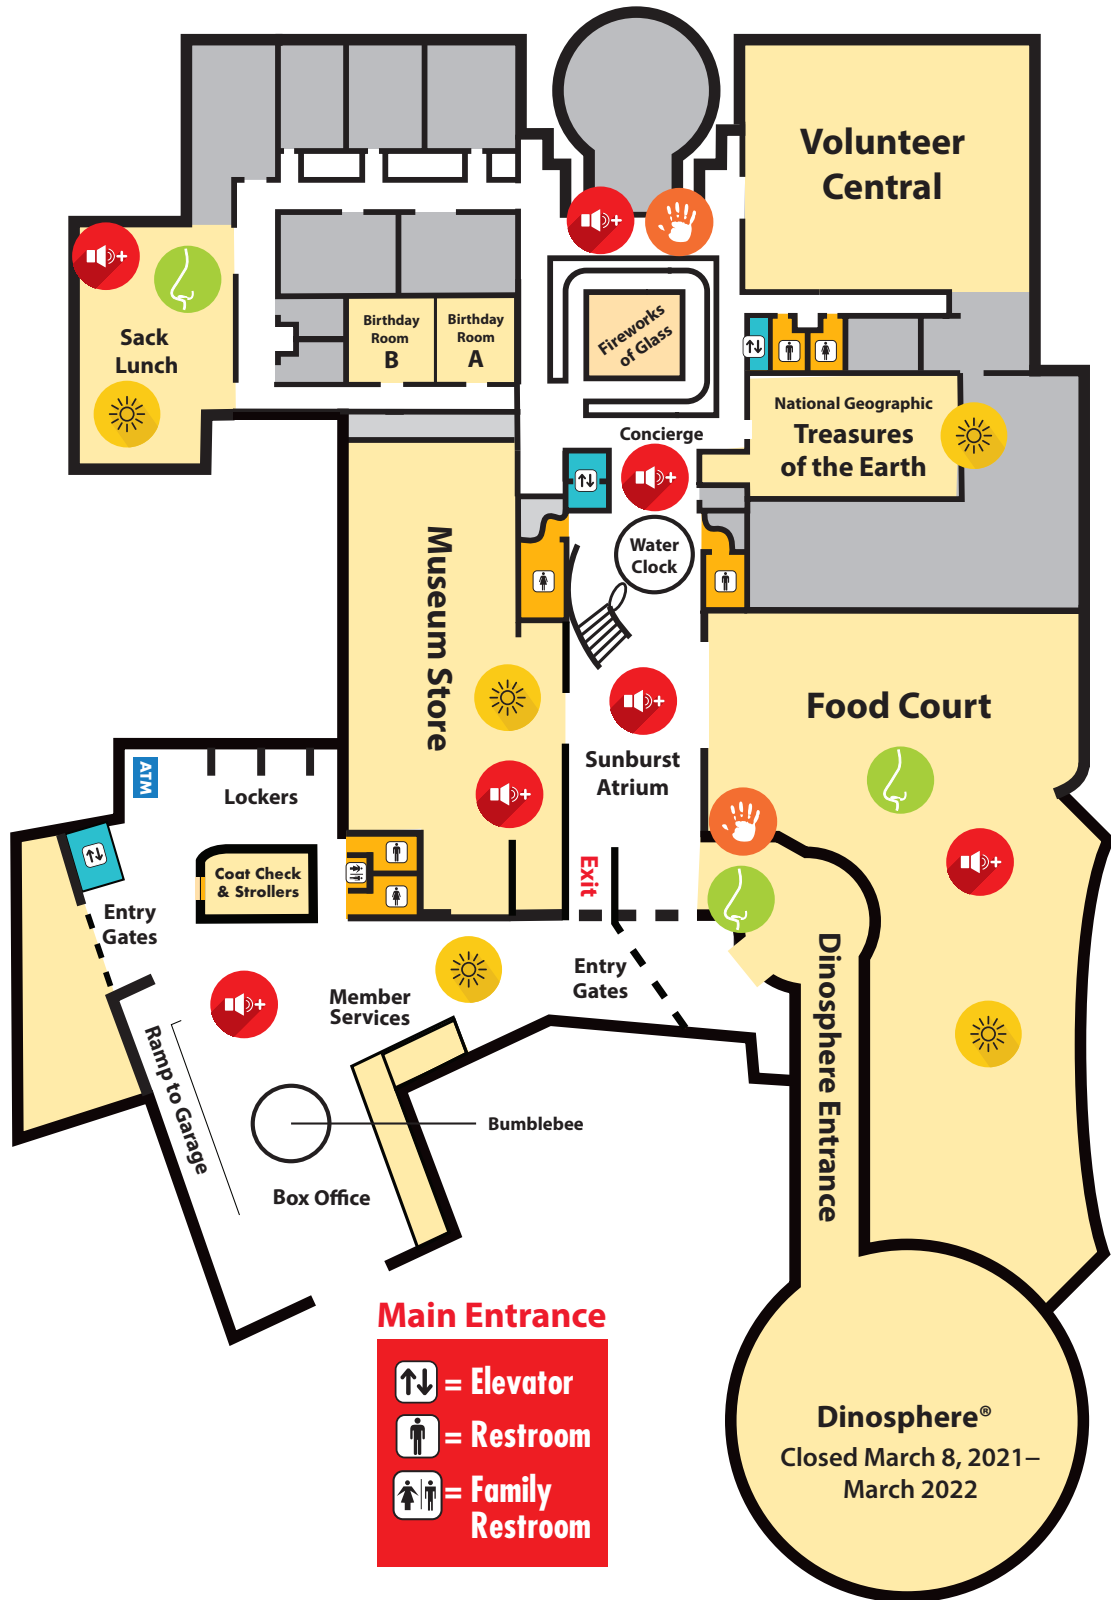 Volunteer
Central
Sack
Lunch
Birthday
Room
B
Birthday
Room
A
Fireworks
of Glass
National Geographic
Treasures
of the Earth
Concierge
Water
Clock
Museum Store
Food Court
Sunburst
Atrium
ATM
Lockers
Coat Check
& Strollers
Exit
Entry
Gates
Entry
Gates
Member
Services
Dinosphere Entrance
Ramp to Garage
Bumblebee
Box Office
Main Entrance
= Elevator
= Restroom
= Family
Restroom
Dinosphere®
Closed March 8, 2021–
March 2022